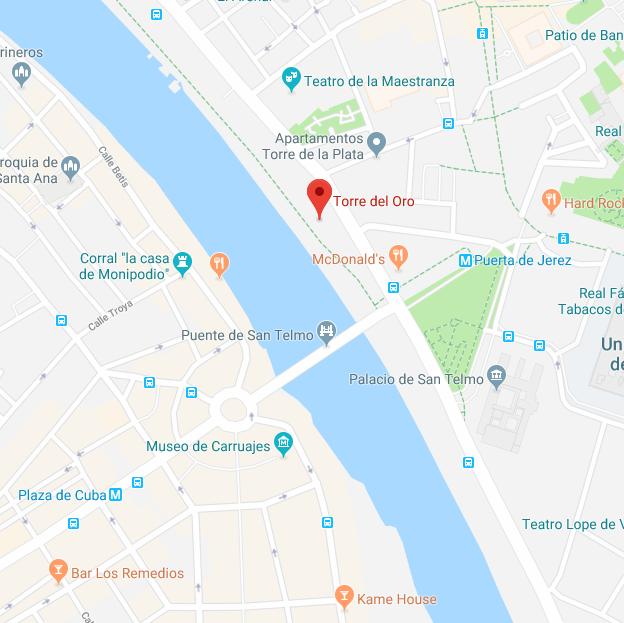 El Arenal
Patio de Ban
rineros
Teatro de la Maestranza
Real
Apartamentos
Torre de la Plata
roquia de
Santa Ana
Calle Betis
Torre del Oro
Hard Rock
McDonald's
Puerta de Jerez
Corral "la casa
de Monipodio"
Real Fá
Tabacos de
Calle Troya
Puente de San Telmo
Un
de
Palacio de San Telmo
Museo de Carruajes
Plaza de Cuba
Teatro Lope de V
Bar Los Remedios
Kame House
Cal